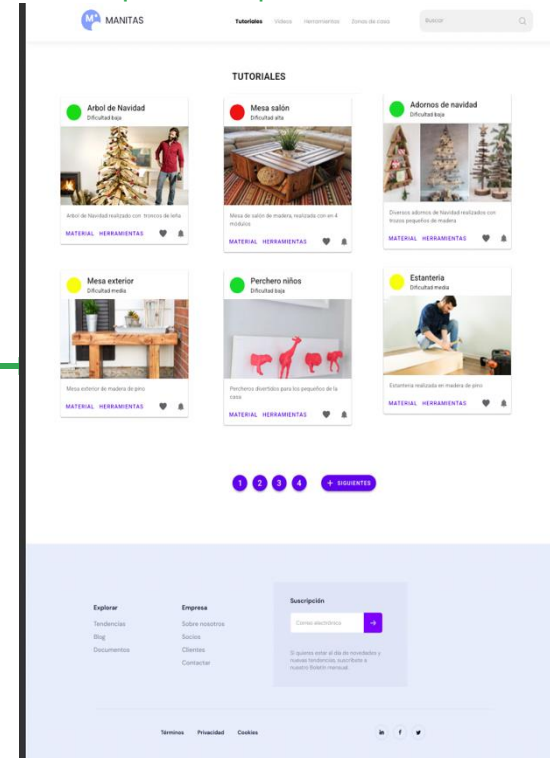 M
MANITAS
Tutoriales Videos Herramientas Zonas de casa
Buscar
TUTORIALES
Arbol de Navidad
Dificultad baja
Arbol de Navidad realizado con troncos de leña
MATERIAL HERRAMIENTAS
Mesa salón
Dificultad alta
Mesa de salón de madera, realizada con en 4
módulos
MATERIAL HERRAMIENTAS
Adornos de navidad
Dificultad baja
Diversos adornos de Navidad realizados con
trozos pequeños de madera
MATERIAL HERRAMIENTAS
Mesa exterior
Dificultad media
Mesa exterior de madera de pino
MATERIAL HERRAMIENTAS
Perchero niños
Dificultad baja
Percheros divertidos para los pequeños de la
casa
MATERIAL HERRAMIENTAS
Estanteria
Dificultad media
Estanteria realizada en madera de pino
MATERIAL HERRAMIENTAS
1 2 3 4 + SIGUIENTES
Explorar
Tendencias
Blog
Documentos
Empresa
Sobre nosotros
Socios
Clientes
Contactar
Suscripción
Correo electrónico
Si quieres estar al día de novedades y
nuevas tendencias, suscríbete a
nuestro Boletín mensual.
Términos Privacidad Cookies
in f